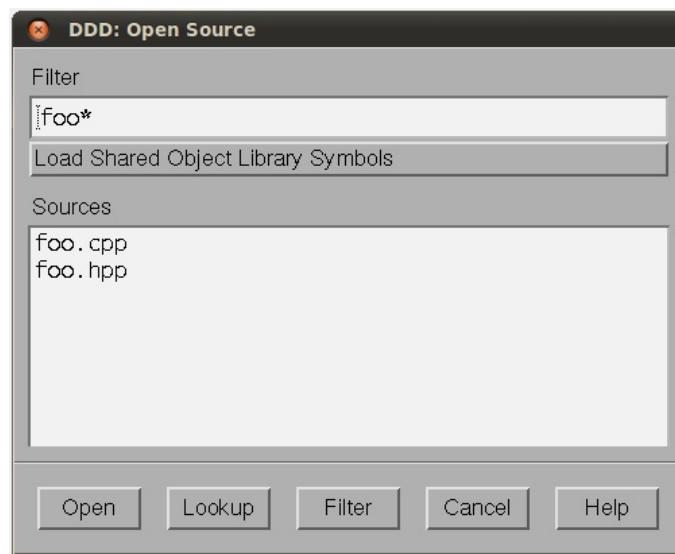 DDD: Open Source
Filter
foo*
Load Shared Object Library Symbols
Sources
foo.cpp
foo.hpp
Open Lookup Filter Cancel Help